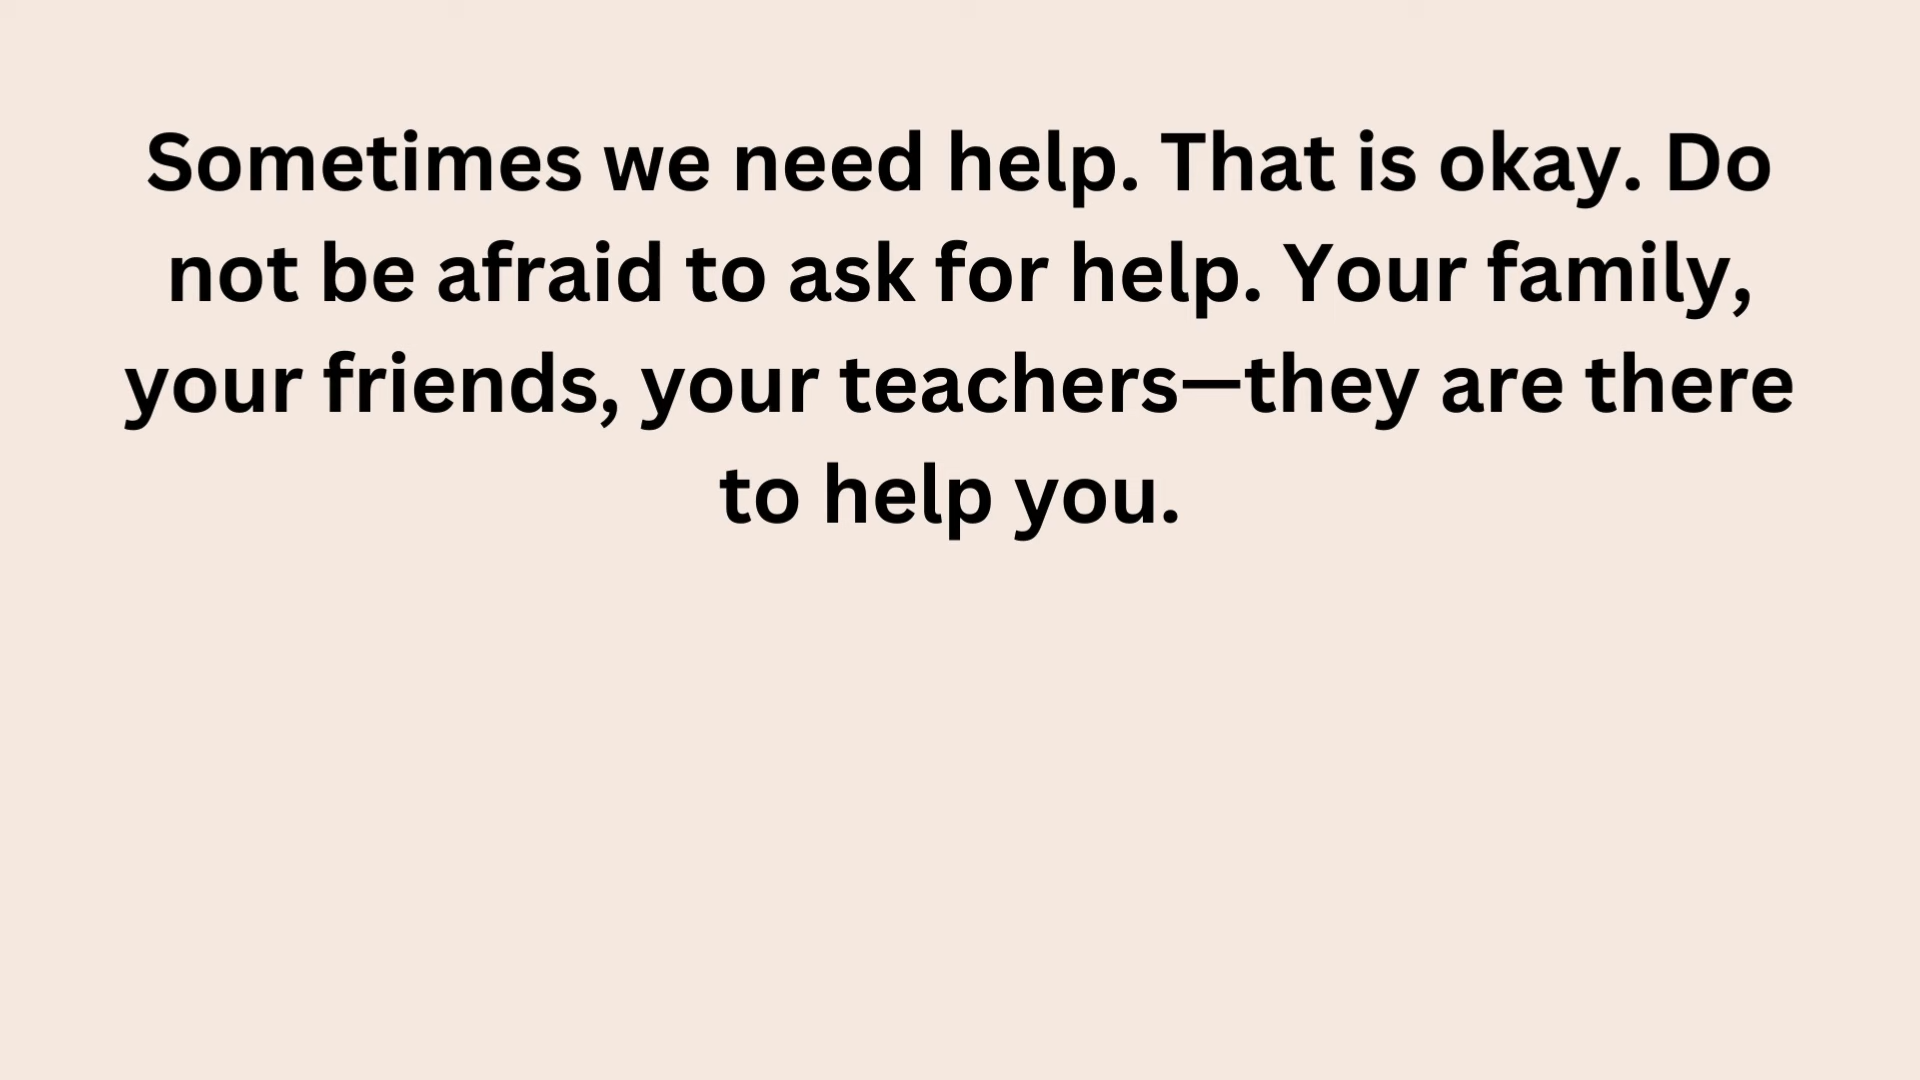 Sometimes we need help. That is okay. Do
not be afraid to ask for help. Your family,
your friends, your teachers—they are there
to help you.